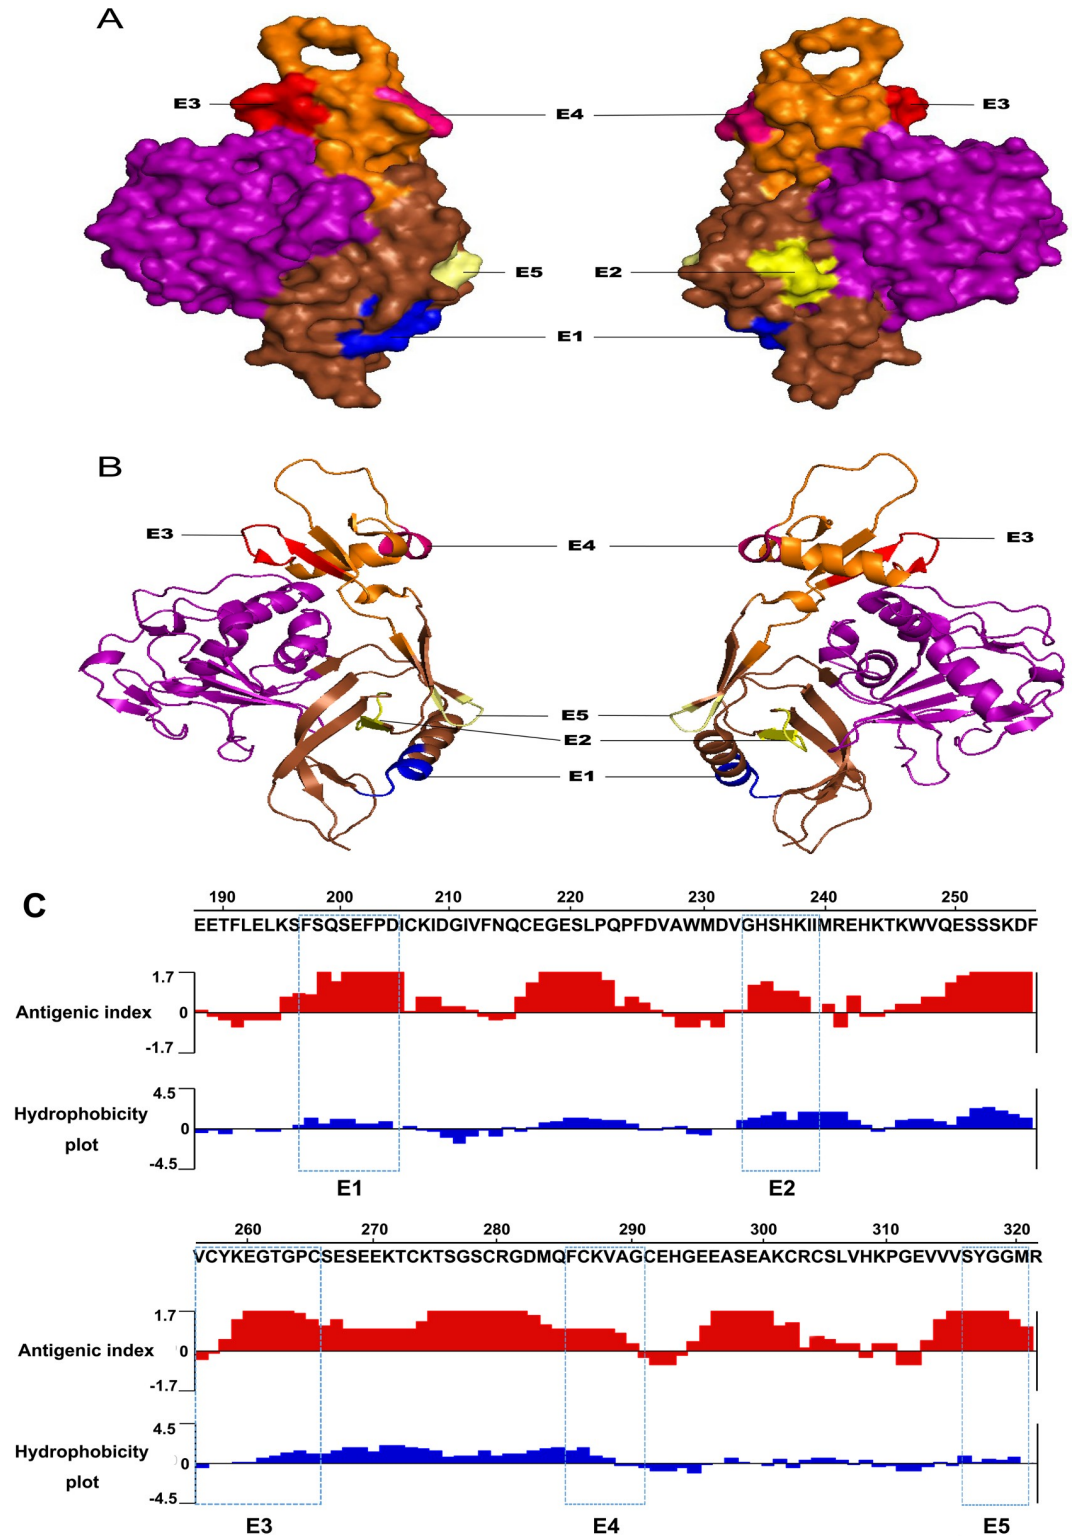 A
E3
E4
E3
E5
E2
E1
B
E3
E4
E3
E5
E2
E1
C
190 200 210 220 230 240 250
EETFLELKSFSQSEFPDICKIDGIVFNQCEGESLPQPFDVAWMDVGHSHKIIMREHKTKWVQESSSKDF
1.7
Antigenic index 0
-1.7
4.5
Hydrophobicity plot 0
-4.5
E1 E2
260 270 280 290 300 310 320
VCYKEGTGPCSESEEKTCKTSGSCRGDMQFCKVAGCEHGEEASEAKCRCSLVHKPGEVVVSYGGMR
1.7
Antigenic index 0
-1.7
4.5
Hydrophobicity plot 0
-4.5
E3 E4 E5